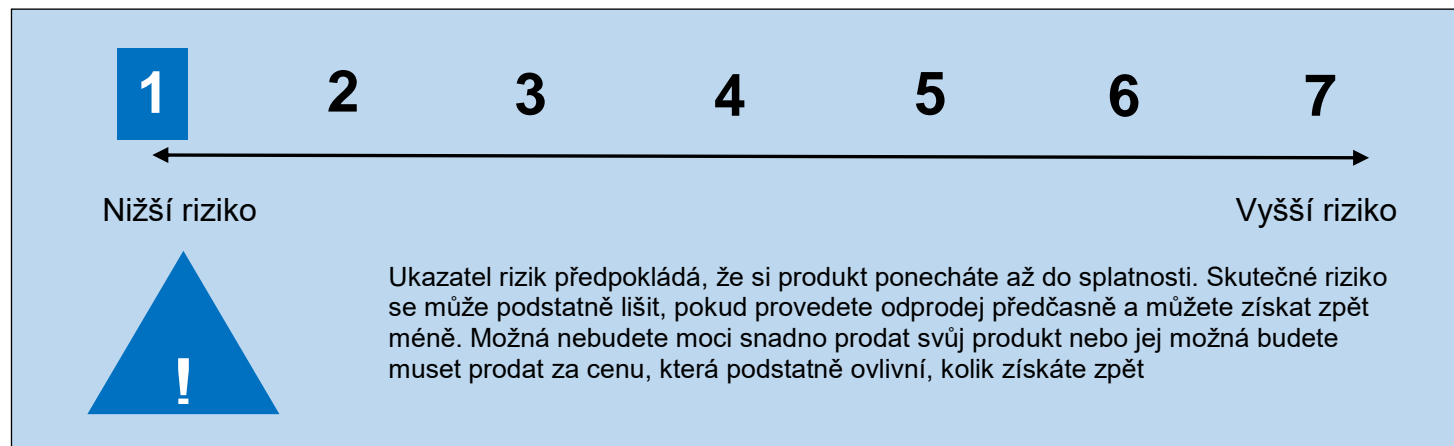 1 2 3 4 5 6 7
Nižší riziko Vyšší riziko
Ukazatel rizik předpokládá, že si produkt ponecháte až do splatnosti. Skutečné riziko
se může podstatně lišit, pokud provedete odprodej předčasně a můžete získat zpět
méně. Možná nebudete moci snadno prodat svůj produkt nebo jej možná budete
muset prodat za cenu, která podstatně ovlivní, kolik získáte zpět
!